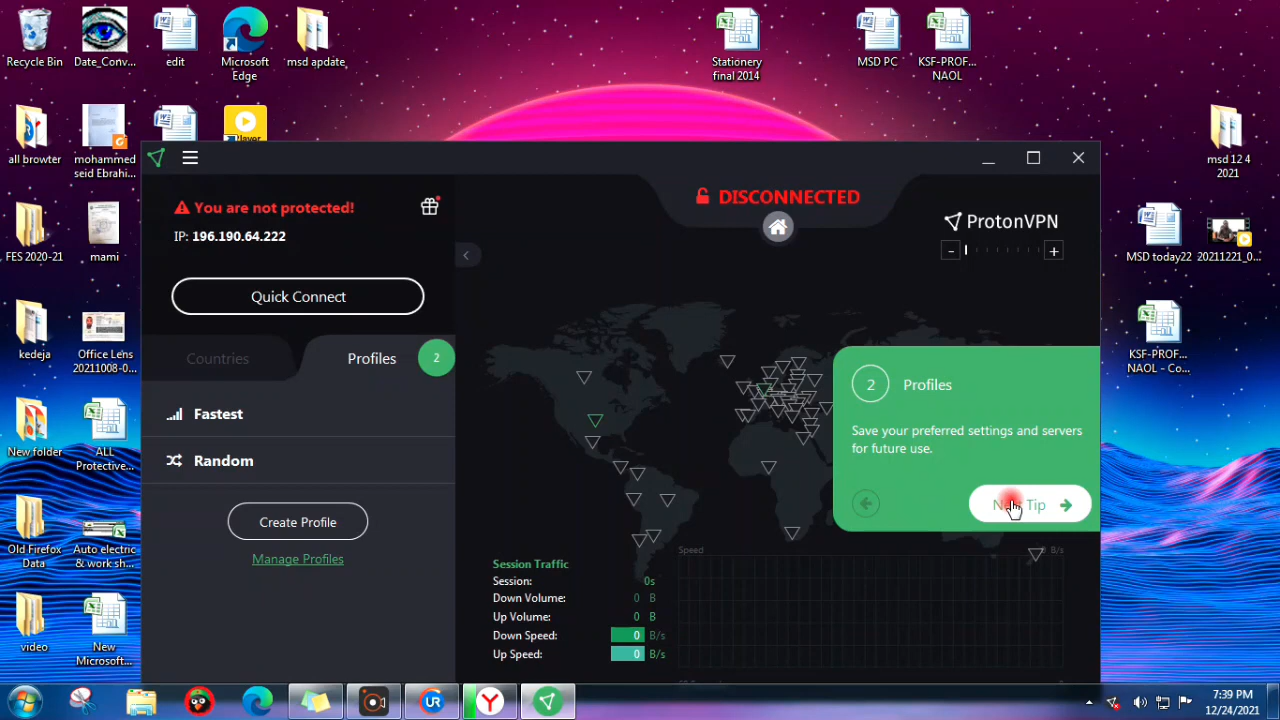 Recycle Bin
Date_Conv...
edit
Microsoft
Edge
msd update
Stationery
final 2014
MSD PC
KSF-PROF...
NAOL
all browter
mohammed
seid Ebrahi...
Player
msd 12 4
2021
FES 2020-21
mami
MSD today22
20211221_0...
kedeja
Office Lens
20211008-0...
KSF-PROF...
NAOL - Co...
New folder
ALL
Protective...
Old Firefox
Data
Auto electric
& work sh...
video
New
Microsoft...
You are not protected!
IP: 196.190.64.222
Quick Connect
Countries
Profiles
2
Fastest
Random
Create Profile
Manage Profiles
DISCONNECTED
ProtonVPN
-
+
2
Profiles
Save your preferred settings and servers
for future use.
Tip
Speed
B/s
Session Traffic
Session: 0s
Down Volume: 0 B
Up Volume: 0 B
Down Speed: 0 B/s
Up Speed: 0 B/s
UR
Y
7:39 PM
12/24/2021